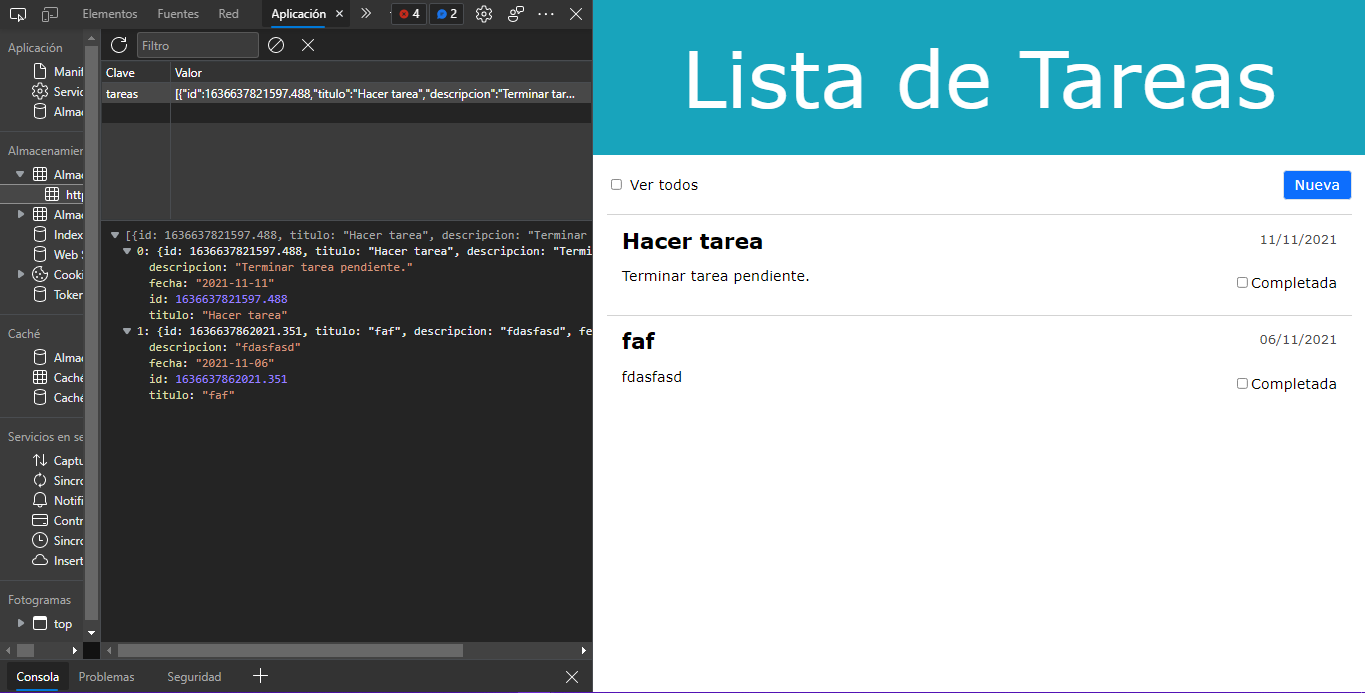 Elementos Fuentes Red Aplicación 4 2
Aplicación
Manif
Servic
Almac
Almacenamier
Almac
http
Almac
Index
Web S
Cooki
Token
Caché
Almac
Caché
Caché
Servicios en se
Captu
Sincro
Notifi
Contr
Sincro
Insert
Fotogramas
top
Filtro
Clave Valor
tareas [{"id":1636637821597.488,"titulo":"Hacer tarea","descripcion":"Terminar tar...
[{id: 1636637821597.488, titulo: "Hacer tarea", descripcion: "Terminar
0: {id: 1636637821597.488, titulo: "Hacer tarea", descripcion: "Termi
descripcion: "Terminar tarea pendiente."
fecha: "2021-11-11"
id: 1636637821597.488
titulo: "Hacer tarea"
1: {id: 1636637862021.351, titulo: "faf", descripcion: "fdasfasd", fe
descripcion: "fdasfasd"
fecha: "2021-11-06"
id: 1636637862021.351
titulo: "faf"
Consola Problemas Seguridad
Lista de Tareas
Ver todos Nueva
Hacer tarea 11/11/2021
Terminar tarea pendiente.
Completada
faf 06/11/2021
fdasfasd
Completada